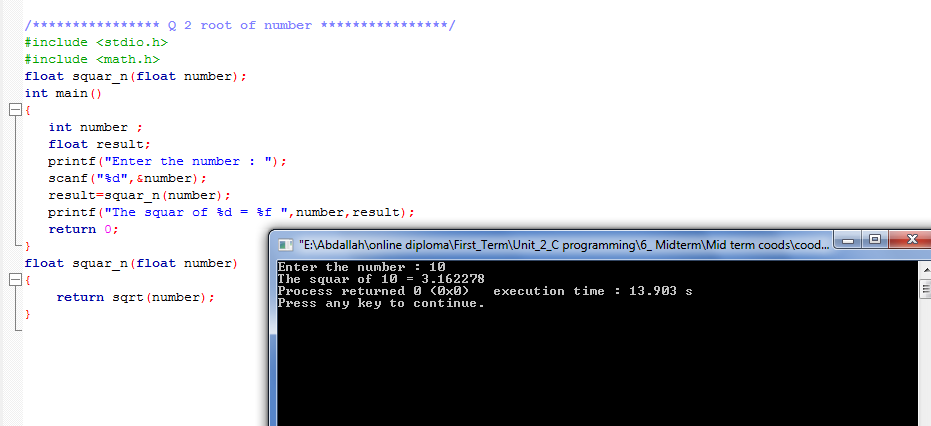 /**************** Q 2 root of number ****************/
#include <stdio.h>
#include <math.h>
float squar_n(float number);
int main()
{
int number ;
float result;
printf("Enter the number : ");
scanf("%d",&number);
result=squar_n(number);
printf("The squar of %d = %f ",number,result);
return 0;
}
float squar_n(float number)
{
return sqrt(number);
}
"E:\Abdallah\online diploma\First_Term\Unit_2_C programming\6_ Midterm\Mid term coods\cood...
Enter the number : 10
The squar of 10 = 3.162278
Process returned 0 (0x0)   execution time : 13.903 s
Press any key to continue.